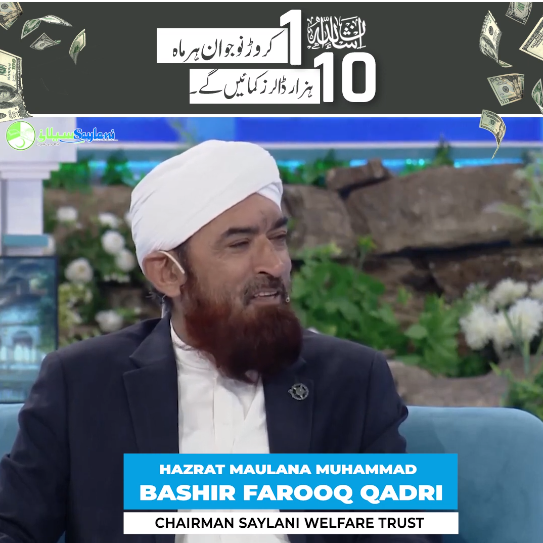 1 کروڑ نوجوان ہر ماہ
ان شاء اللہ
10 ہزار ڈالرز کمائیں گے۔
Saylani سیلانی
HAZRAT MAULANA MUHAMMAD
BASHIR FAROOQ QADRI
CHAIRMAN SAYLANI WELFARE TRUST